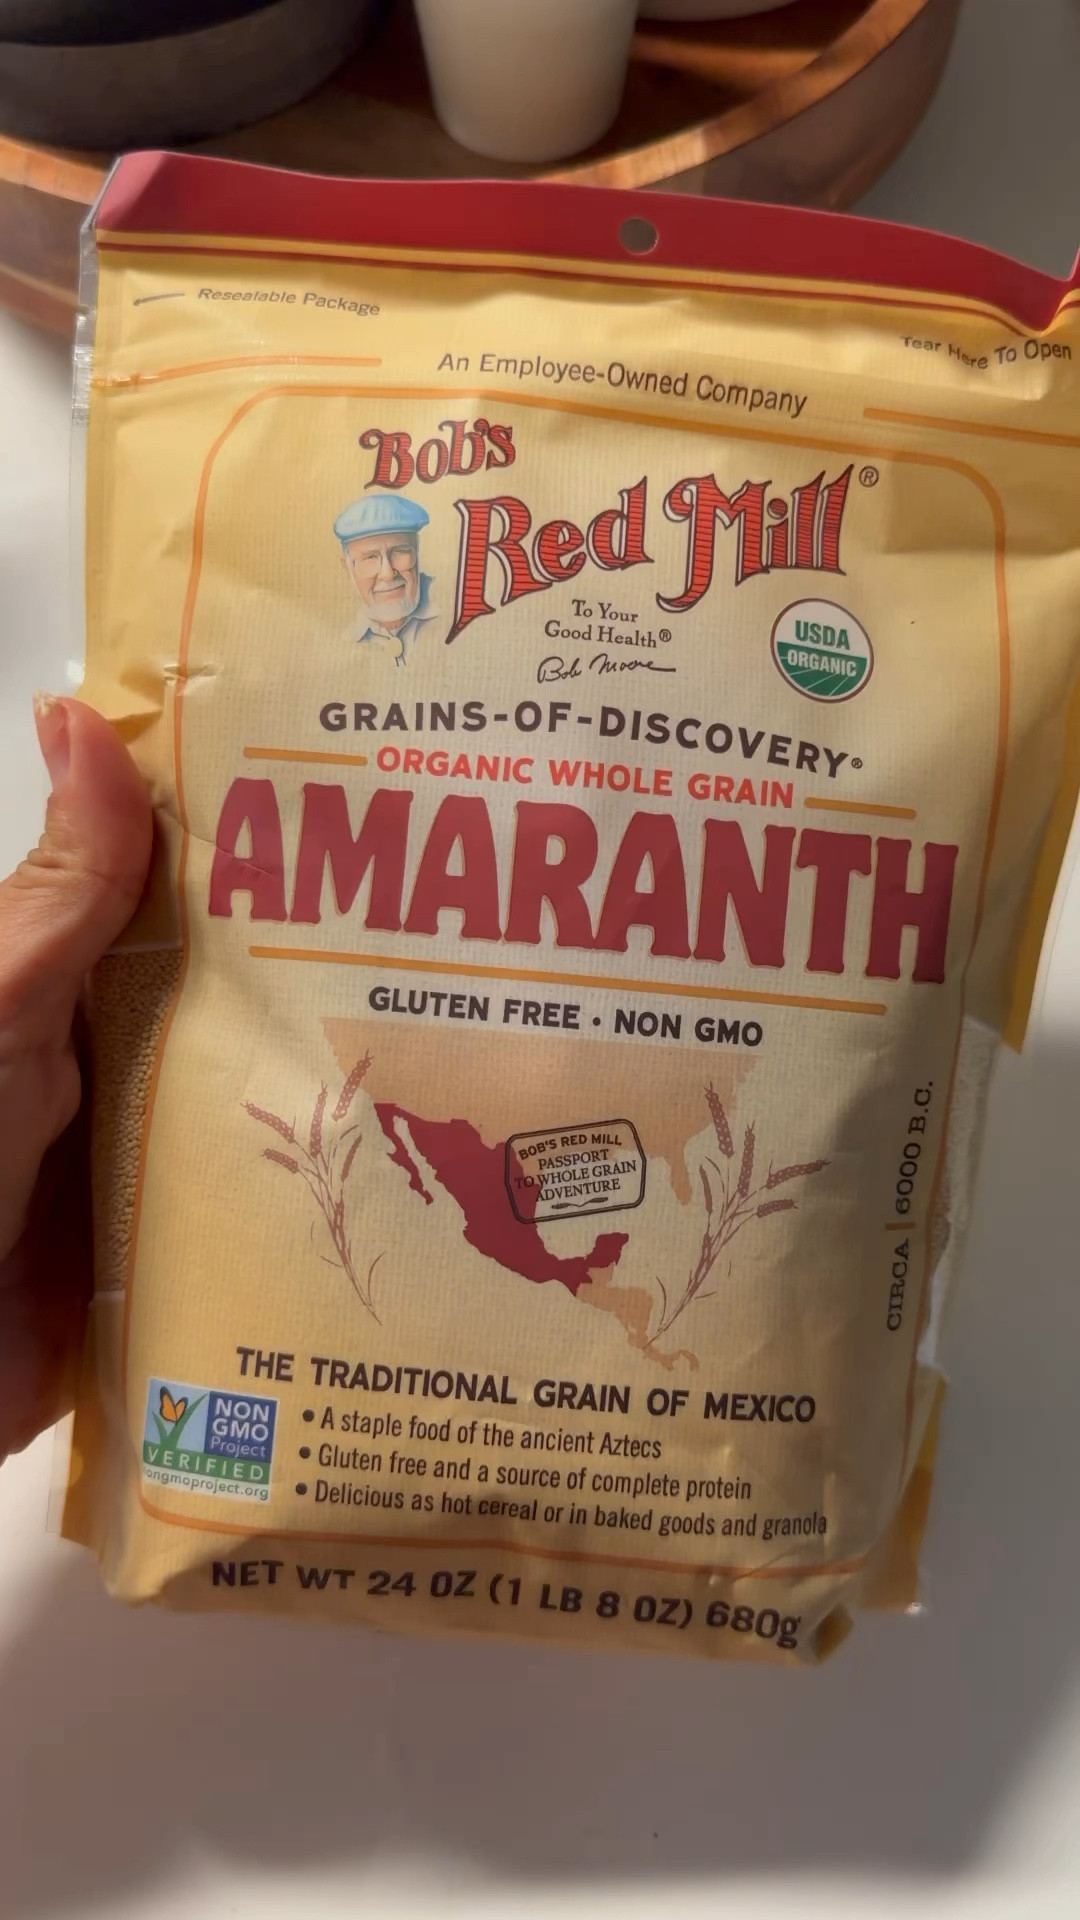 Resealable Package
Tear Here To Open
An Employee-Owned Company
Bob's
Red Mill®
To Your
Good Health®
Bob Moore
USDA
ORGANIC
GRAINS-OF-DISCOVERY®
ORGANIC WHOLE GRAIN
AMARANTH
GLUTEN FREE • NON GMO
BOB'S RED MILL
PASSPORT
TO WHOLE GRAIN
ADVENTURE
CIRCA | 6000 B.C.
THE TRADITIONAL GRAIN OF MEXICO
• A staple food of the ancient Aztecs
• Gluten free and a source of complete protein
• Delicious as hot cereal or in baked goods and granola
NON
GMO
Project
VERIFIED
ongmoproject.org
NET WT 24 OZ (1 LB 8 OZ) 680g